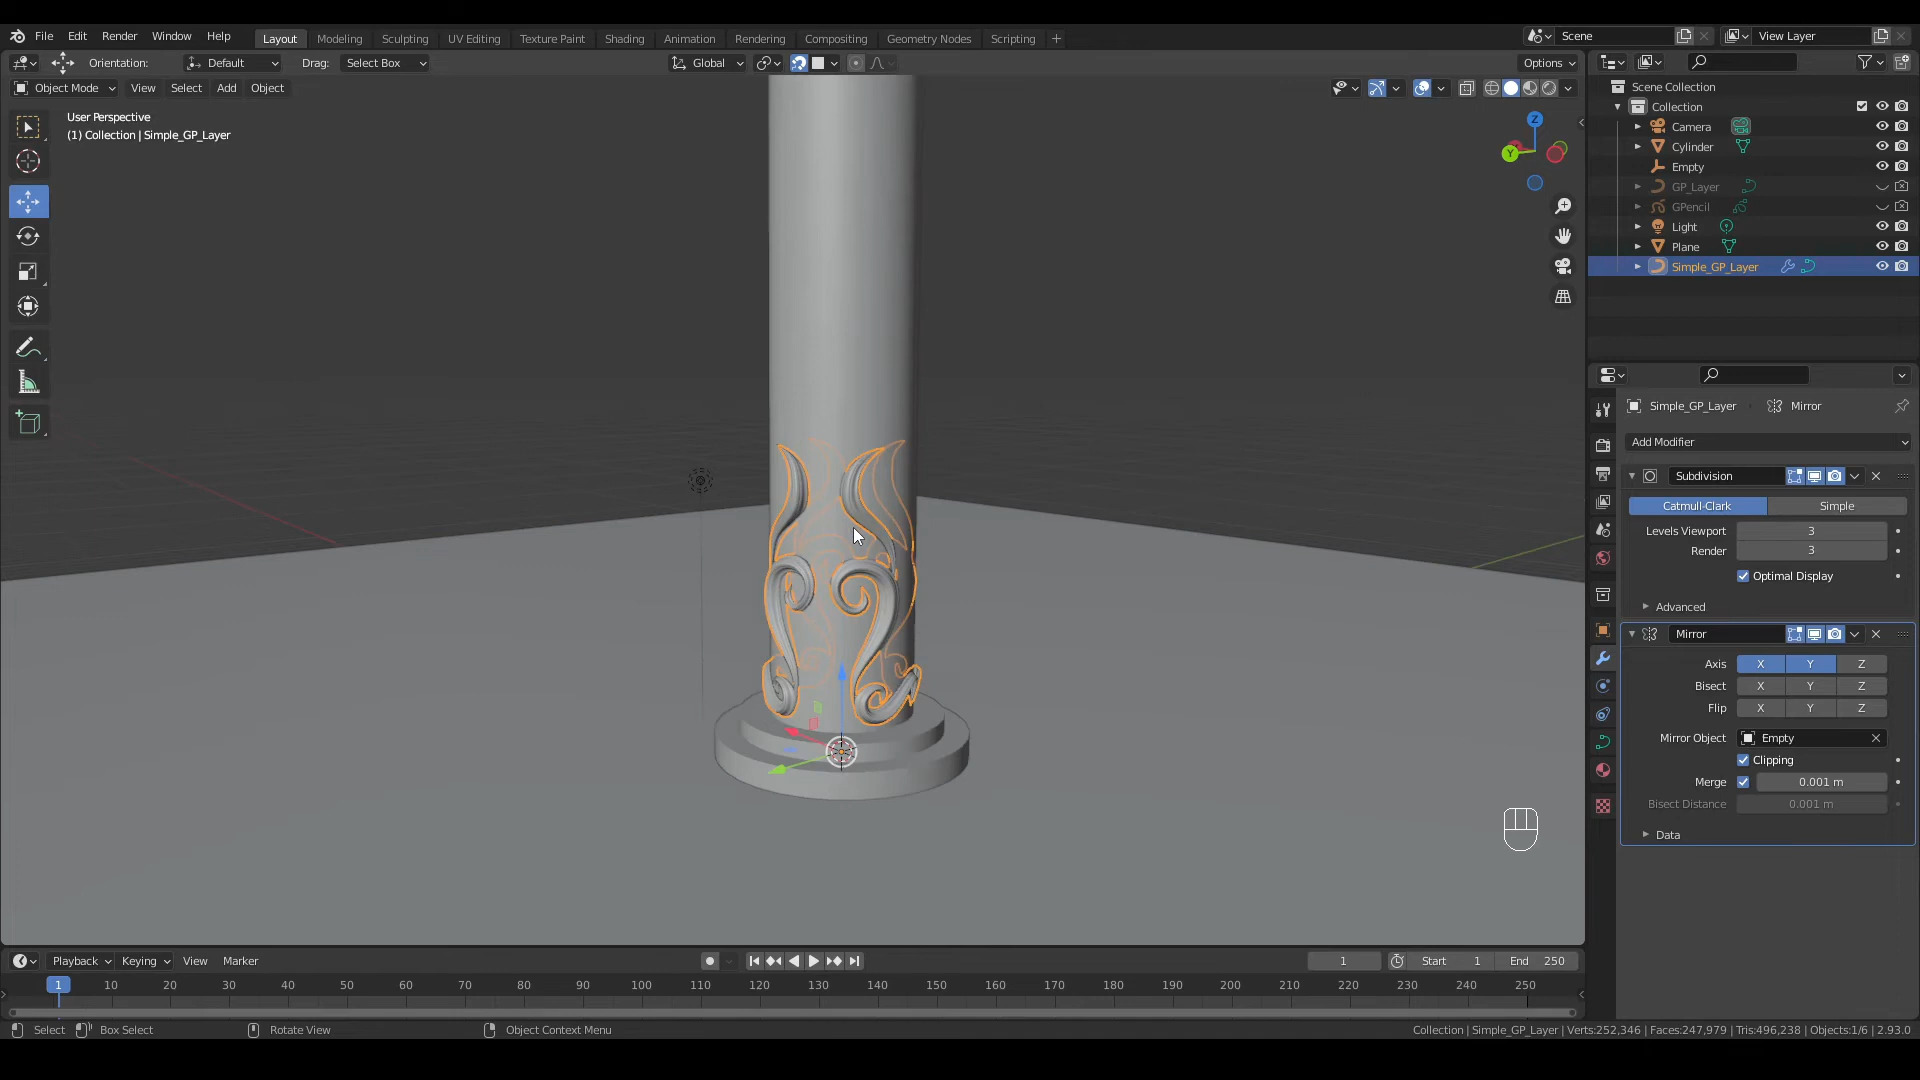 File Edit Render Window Help Layout Modeling Sculpting UV Editing Texture Paint Shading Animation Rendering Compositing Geometry Nodes Scripting + Scene View Layer
Orientation: Default Drag: Select Box Global Options
Object Mode View Select Add Object
User Perspective
(1) Collection | Simple_GP_Layer
Z
Y
Scene Collection
Collection
Camera
Cylinder
Empty
GP_Layer
GPencil
Light
Plane
Simple_GP_Layer
Simple_GP_Layer Mirror
Add Modifier
Subdivision
Catmull-Clark Simple
Levels Viewport 3
Render 3
Optimal Display
Advanced
Mirror
Axis X Y Z
Bisect X Y Z
Flip X Y Z
Mirror Object Empty
Clipping
Merge 0.001 m
Bisect Distance 0.001 m
Data
Playback Keying View Marker 1 Start 1 End 250
1 10 20 30 40 50 60 70 80 90 100 110 120 130 140 150 160 170 180 190 200 210 220 230 240 250
Select Box Select Rotate View Object Context Menu Collection | Simple_GP_Layer | Verts:252,346 | Faces:247,979 | Tris:496,238 | Objects:1/6 | 2.93.0